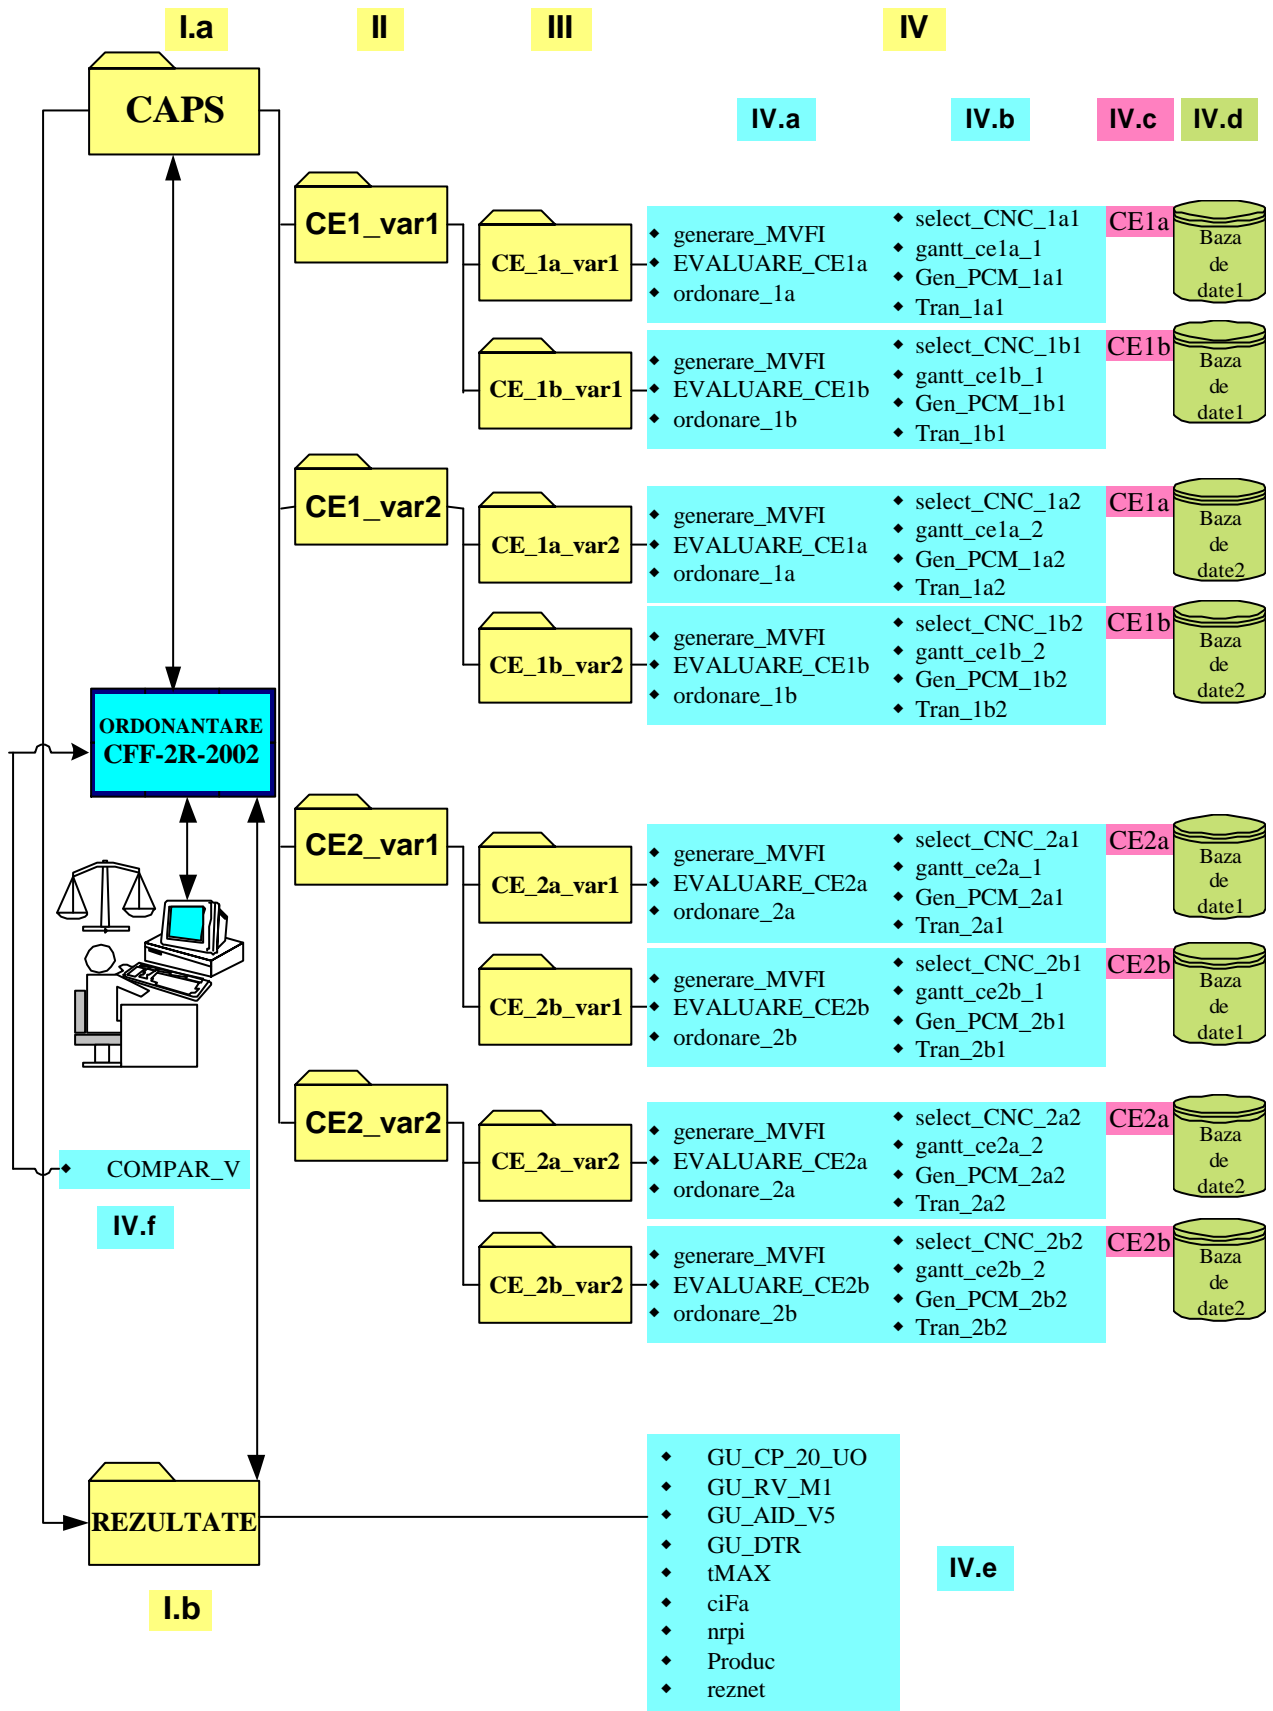 I.a
II
III
IV
CAPS
IV.a
IV.b
IV.c
IV.d
CE1_var1
CE_1a_var1
generare_MVFI
EVALUARE_CE1a
ordonare_1a
select_CNC_1a1
gantt_ce1a_1
Gen_PCM_1a1
Tran_1a1
CE1a
Baza
de
date1
CE_1b_var1
generare_MVFI
EVALUARE_CE1b
ordonare_1b
select_CNC_1b1
gantt_ce1b_1
Gen_PCM_1b1
Tran_1b1
CE1b
Baza
de
date1
CE1_var2
CE_1a_var2
generare_MVFI
EVALUARE_CE1a
ordonare_1a
select_CNC_1a2
gantt_ce1a_2
Gen_PCM_1a2
Tran_1a2
CE1a
Baza
de
date2
CE_1b_var2
generare_MVFI
EVALUARE_CE1b
ordonare_1b
select_CNC_1b2
gantt_ce1b_2
Gen_PCM_1b2
Tran_1b2
CE1b
Baza
de
date2
ORDONANTARE
CFF-2R-2002
CE2_var1
CE_2a_var1
generare_MVFI
EVALUARE_CE2a
ordonare_2a
select_CNC_2a1
gantt_ce2a_1
Gen_PCM_2a1
Tran_2a1
CE2a
Baza
de
date1
CE_2b_var1
generare_MVFI
EVALUARE_CE2b
ordonare_2b
select_CNC_2b1
gantt_ce2b_1
Gen_PCM_2b1
Tran_2b1
CE2b
Baza
de
date1
CE2_var2
CE_2a_var2
generare_MVFI
EVALUARE_CE2a
ordonare_2a
select_CNC_2a2
gantt_ce2a_2
Gen_PCM_2a2
Tran_2a2
CE2a
Baza
de
date2
COMPAR_V
IV.f
CE_2b_var2
generare_MVFI
EVALUARE_CE2b
ordonare_2b
select_CNC_2b2
gantt_ce2b_2
Gen_PCM_2b2
Tran_2b2
CE2b
Baza
de
date2
REZULTATE
I.b
GU_CP_20_UO
GU_RV_M1
GU_AID_V5
GU_DTR
tMAX
ciFa
nrpi
Produc
reznet
IV.e